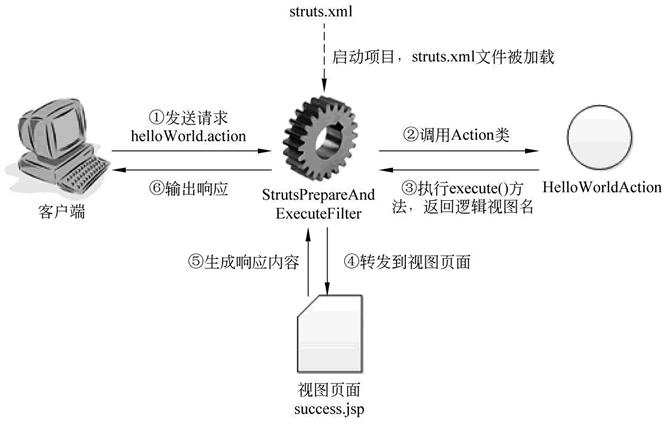 struts.xml
启动项目，struts.xml文件被加载
①发送请求
helloWorld.action
②调用Action类
⑥输出响应
客户端
StrutsPrepareAnd
ExecuteFilter
③执行execute()方
法，返回逻辑视图名
HelloWorldAction
⑤生成响应内容
④转发到视图页面
视图页面
success.jsp